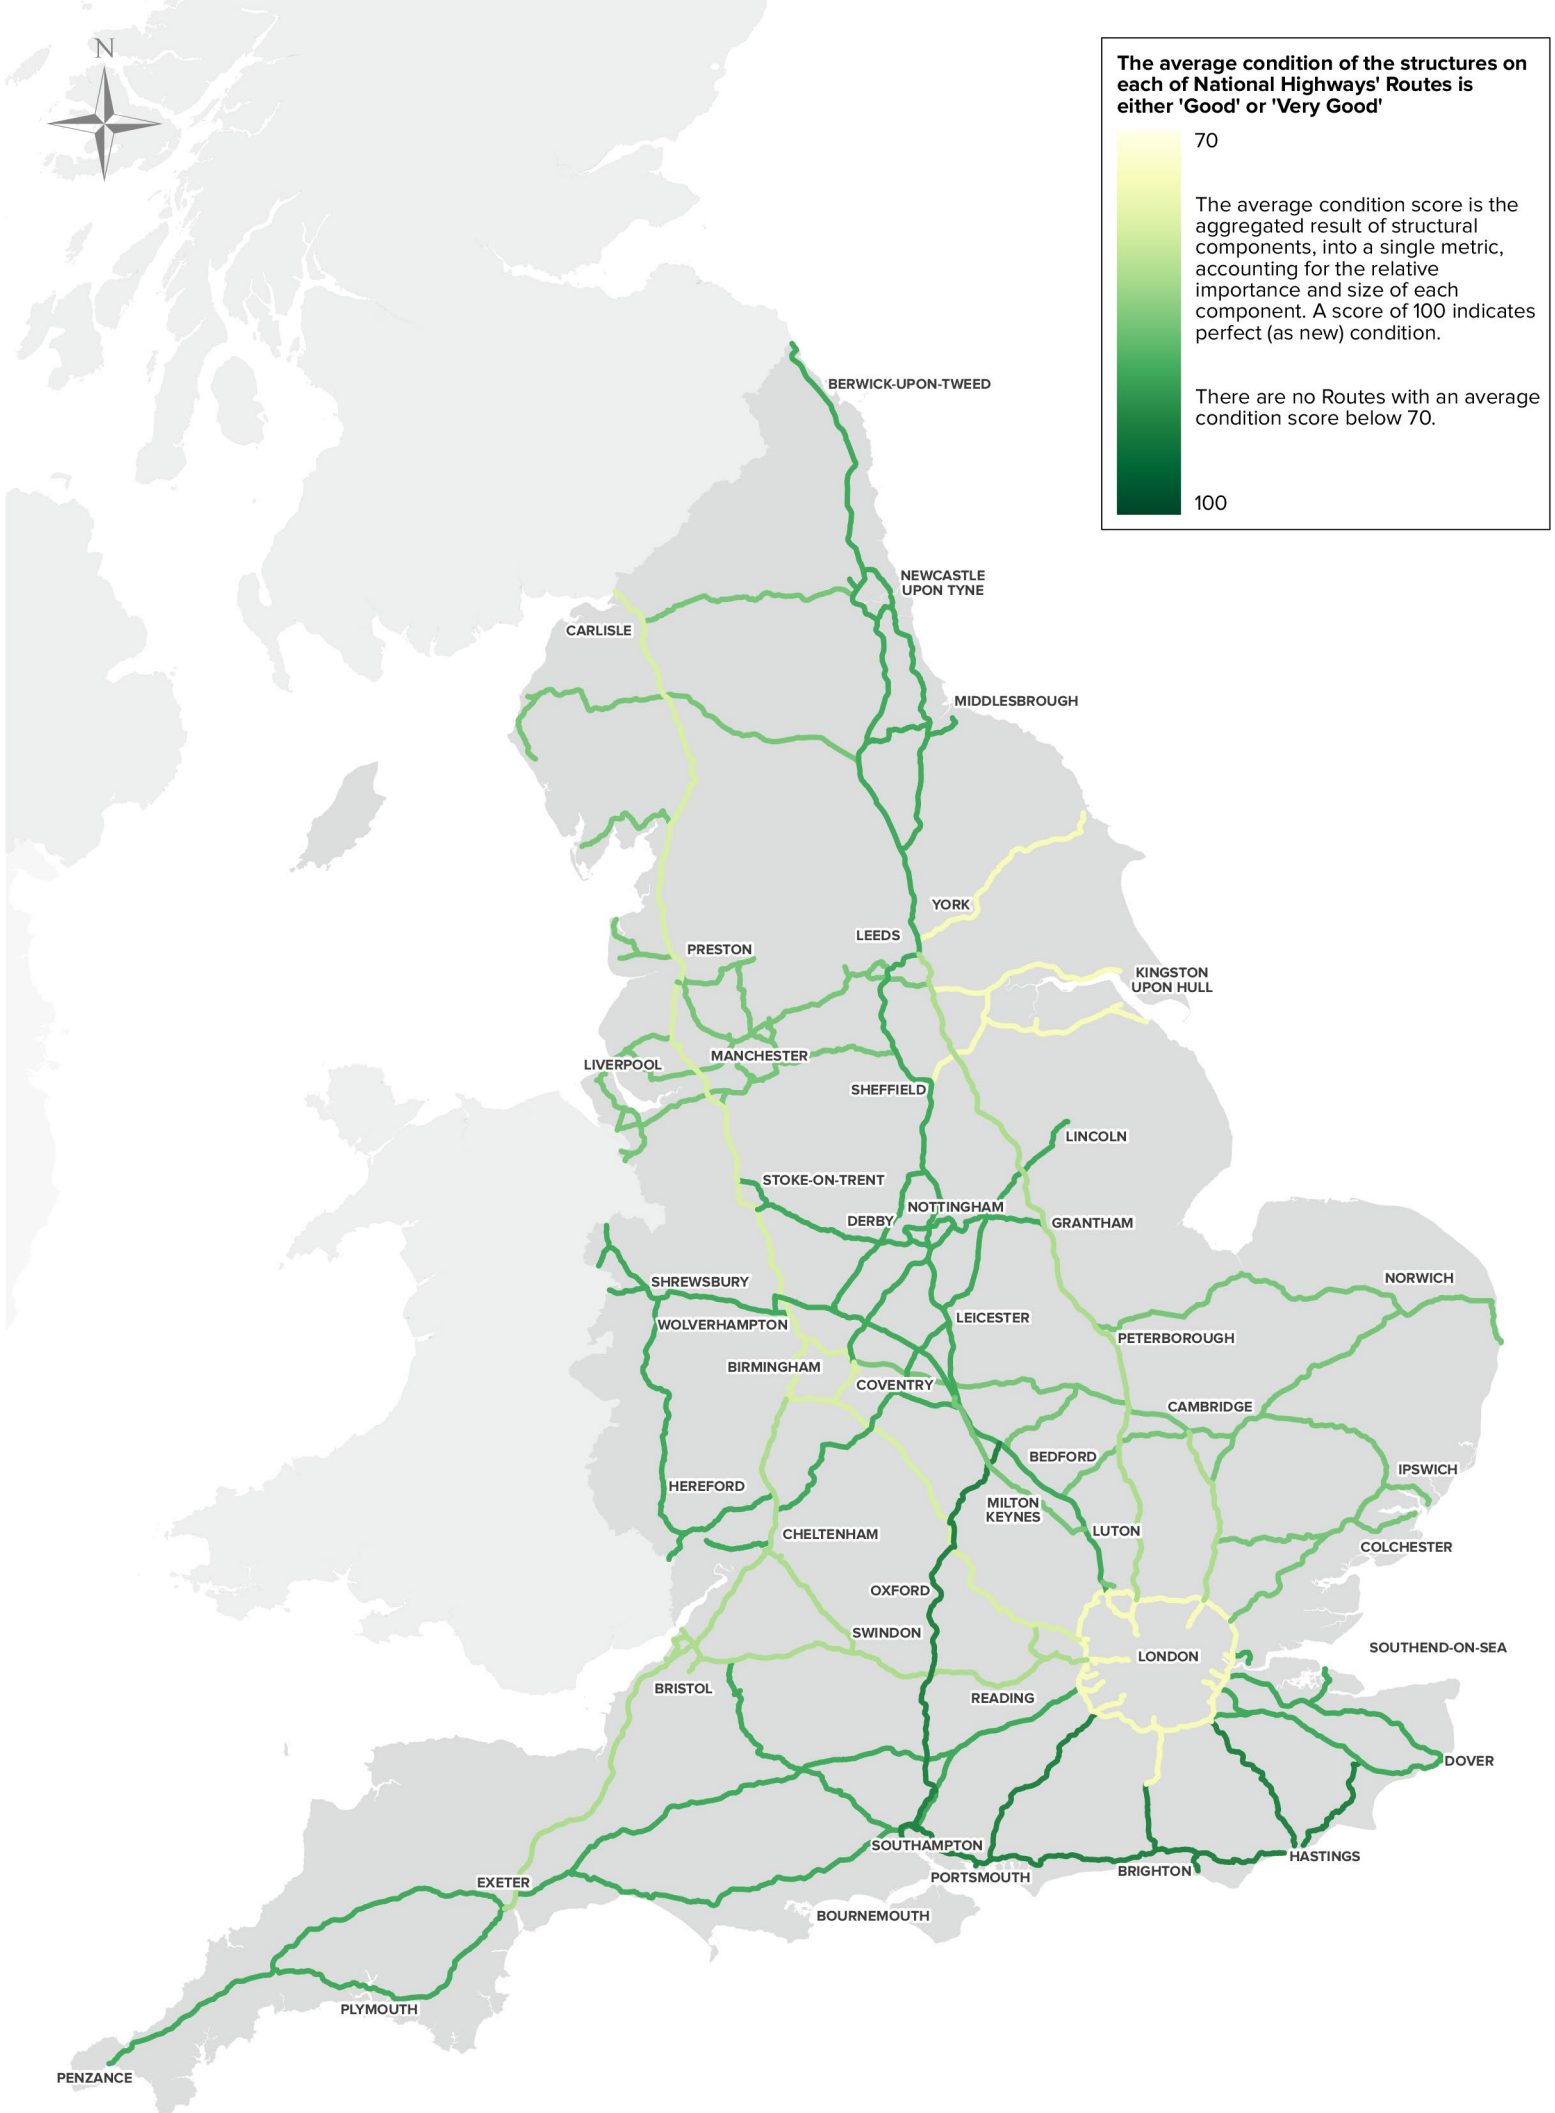 N
The average condition of the structures on
each of National Highways' Routes is
either 'Good' or 'Very Good'
70
The average condition score is the
aggregated result of structural
components, into a single metric,
accounting for the relative
importance and size of each
component. A score of 100 indicates
perfect (as new) condition.
There are no Routes with an average
condition score below 70.
100
BERWICK-UPON-TWEED
NEWCASTLE
UPON TYNE
CARLISLE
MIDDLESBROUGH
YORK
LEEDS
PRESTON
KINGSTON
UPON HULL
MANCHESTER
LIVERPOOL
SHEFFIELD
LINCOLN
STOKE-ON-TRENT
NOTTINGHAM
DERBY
GRANTHAM
NORWICH
SHREWSBURY
LEICESTER
WOLVERHAMPTON
PETERBOROUGH
BIRMINGHAM
COVENTRY
CAMBRIDGE
BEDFORD
IPSWICH
HEREFORD
MILTON
KEYNES
LUTON
CHELTENHAM
COLCHESTER
OXFORD
SWINDON
SOUTHEND-ON-SEA
LONDON
BRISTOL
READING
DOVER
SOUTHAMPTON
HASTINGS
BRIGHTON
PORTSMOUTH
EXETER
BOURNEMOUTH
PLYMOUTH
PENZANCE